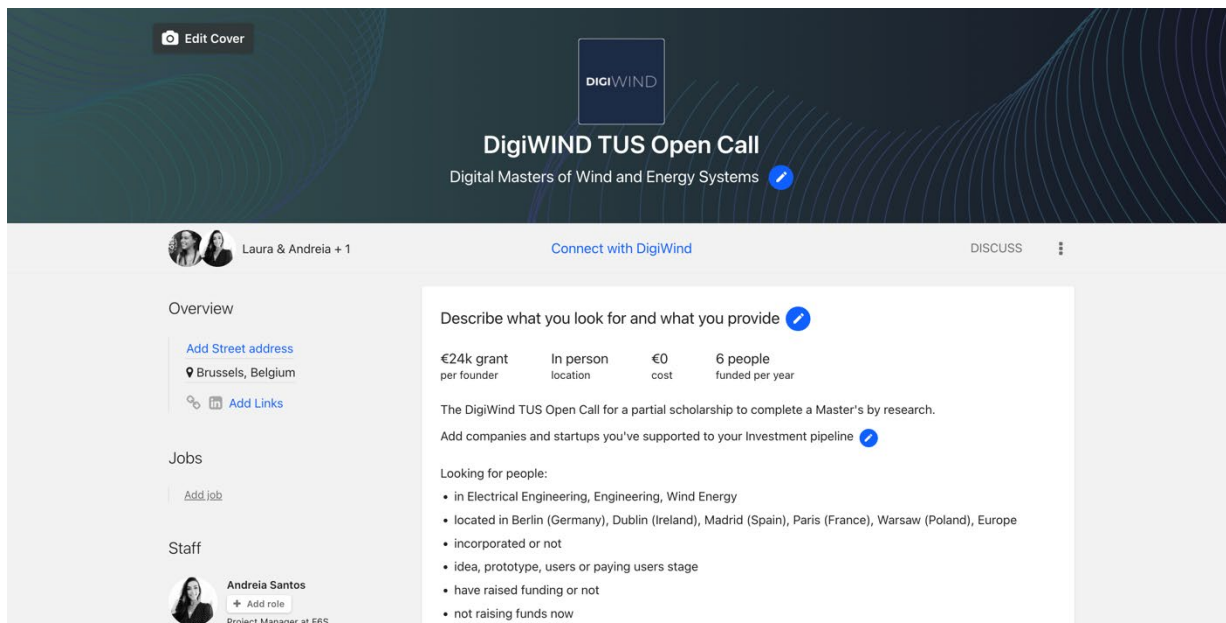 Edit Cover
DIGIWIND
DigiWIND TUS Open Call
Digital Masters of Wind and Energy Systems
Laura & Andreia + 1
Connect with DigiWind
DISCUSS
Overview
Add Street address
Brussels, Belgium
Add Links
Jobs
Add job
Staff
Andreia Santos
+ Add role
Project Manager at F6S
Describe what you look for and what you provide
€24k grant In person €0 6 people
per founder location cost funded per year
The DigiWind TUS Open Call for a partial scholarship to complete a Master's by research.
Add companies and startups you've supported to your Investment pipeline
Looking for people:
• in Electrical Engineering, Engineering, Wind Energy
• located in Berlin (Germany), Dublin (Ireland), Madrid (Spain), Paris (France), Warsaw (Poland), Europe
• incorporated or not
• idea, prototype, users or paying users stage
• have raised funding or not
• not raising funds now